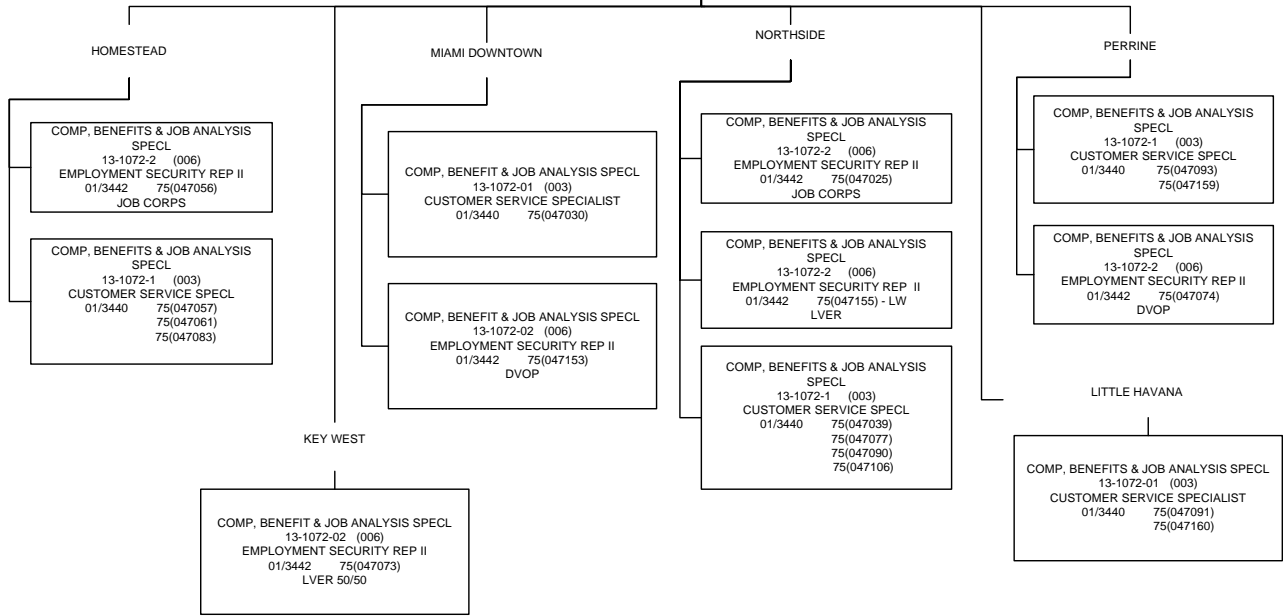 HOMESTEAD
COMP, BENEFITS & JOB ANALYSIS
SPECL
13-1072-2 (006)
EMPLOYMENT SECURITY REP II
01/3442 75(047056)
JOB CORPS
COMP, BENEFITS & JOB ANALYSIS
SPECL
13-1072-1 (003)
CUSTOMER SERVICE SPECL
01/3440 75(047057)
75(047061)
75(047083)
KEY WEST
COMP, BENEFIT & JOB ANALYSIS SPECL
13-1072-02 (006)
EMPLOYMENT SECURITY REP II
01/3442 75(047073)
LVER 50/50
MIAMI DOWNTOWN
COMP, BENEFIT & JOB ANALYSIS SPECL
13-1072-01 (003)
CUSTOMER SERVICE SPECIALIST
01/3440 75(047030)
COMP, BENEFIT & JOB ANALYSIS SPECL
13-1072-02 (006)
EMPLOYMENT SECURITY REP II
01/3442 75(047153)
DVOP
NORTHSIDE
COMP, BENEFITS & JOB ANALYSIS
SPECL
13-1072-2 (006)
EMPLOYMENT SECURITY REP II
01/3442 75(047025)
JOB CORPS
COMP, BENEFITS & JOB ANALYSIS
SPECL
13-1072-2 (006)
EMPLOYMENT SECURITY REP II
01/3442 75(047155) - LW
LVER
COMP, BENEFITS & JOB ANALYSIS
SPECL
13-1072-1 (003)
CUSTOMER SERVICE SPECL
01/3440 75(047039)
75(047077)
75(047090)
75(047106)
PERRINE
COMP, BENEFITS & JOB ANALYSIS
SPECL
13-1072-1 (003)
CUSTOMER SERVICE SPECL
01/3440 75(047093)
75(047159)
COMP, BENEFITS & JOB ANALYSIS
SPECL
13-1072-2 (006)
EMPLOYMENT SECURITY REP II
01/3442 75(047074)
DVOP
LITTLE HAVANA
COMP, BENEFITS & JOB ANALYSIS SPECL
13-1072-01 (003)
CUSTOMER SERVICE SPECIALIST
01/3440 75(047091)
75(047160)